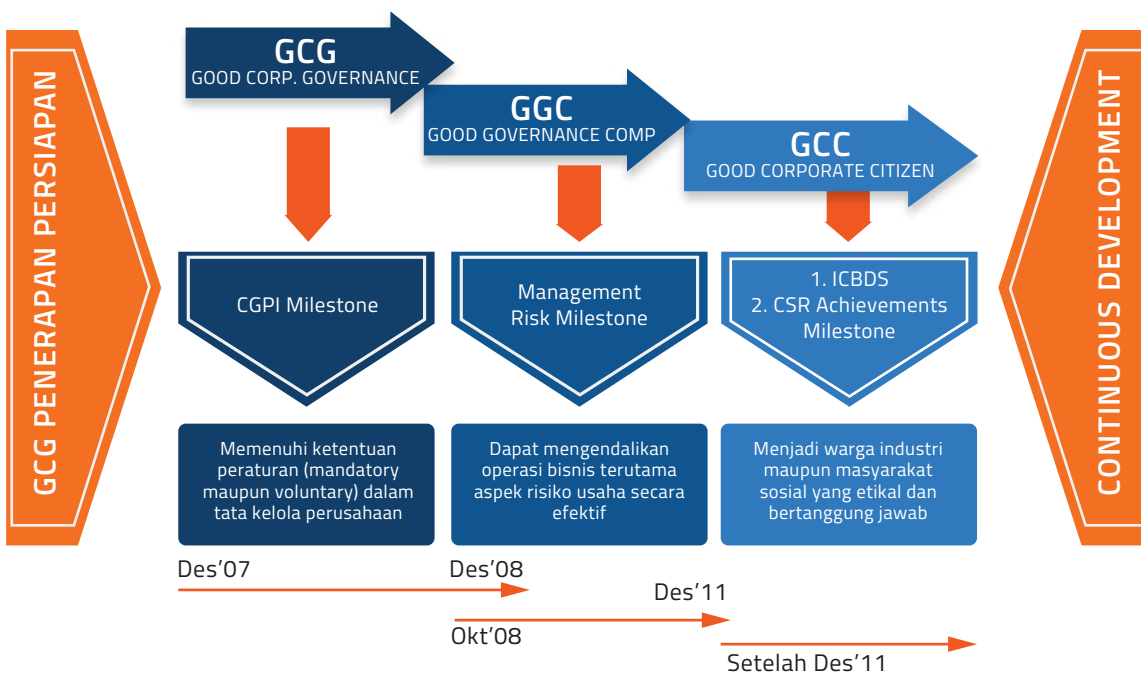 GCG PENERAPAN PERSIAPAN
GCG
GOOD CORP. GOVERNANCE
GGC
GOOD GOVERNANCE COMP
GCC
GOOD CORPORATE CITIZEN
CGPI Milestone
Management
Risk Milestone
1. ICBDS
2. CSR Achievements
Milestone
Memenuhi ketentuan
peraturan (mandatory
maupun voluntary) dalam
tata kelola perusahaan
Dapat mengendalikan
operasi bisnis terutama
aspek risiko usaha secara
efektif
Menjadi warga industri
maupun masyarakat
sosial yang etikal dan
bertanggung jawab
Des’07
Des’08
Des’11
Okt’08
Setelah Des’11
CONTINUOUS DEVELOPMENT